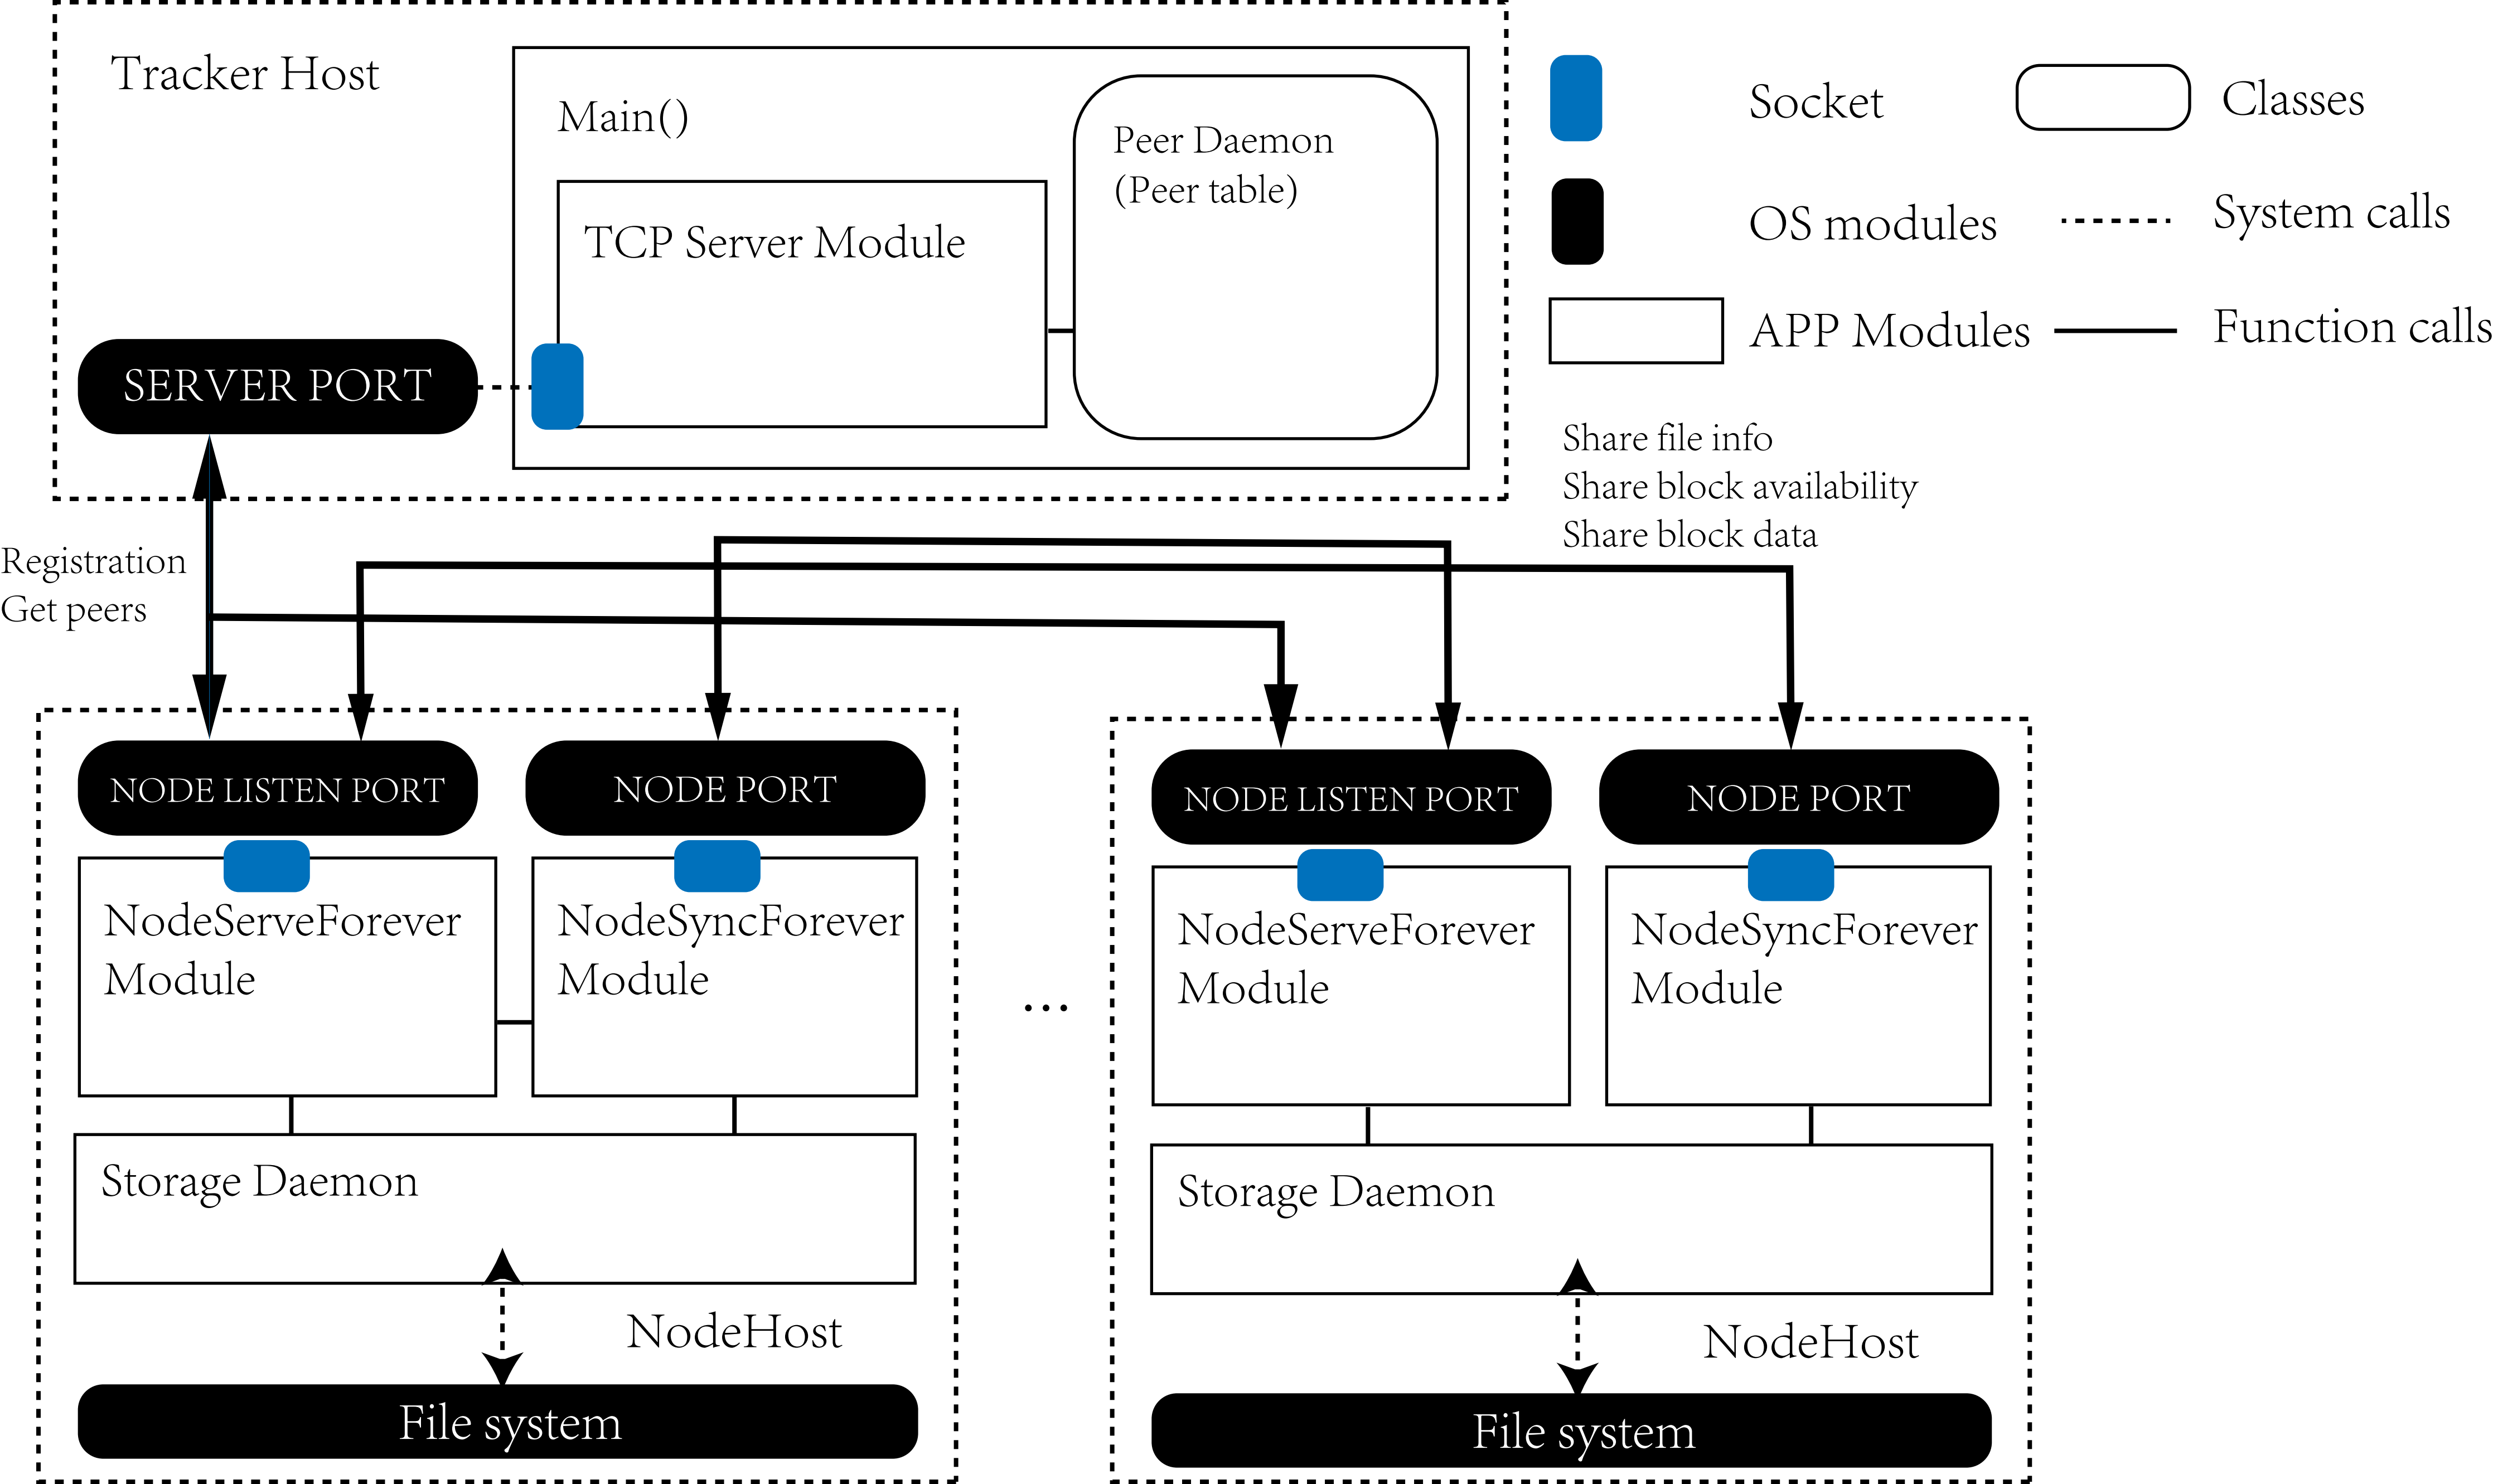 Tracker Host
Main()
Peer Daemon
(Peer table)
TCP Server Module
SERVER PORT
Socket
Classes
OS modules
System calls
APP Modules
Function calls
Share file info
Share block availability
Share block data
Registration
Get peers
NODE LISTEN PORT
NODE PORT
NodeServeForever
Module
NodeSyncForever
Module
Storage Daemon
NodeHost
File system
...
NODE LISTEN PORT
NODE PORT
NodeServeForever
Module
NodeSyncForever
Module
Storage Daemon
NodeHost
File system